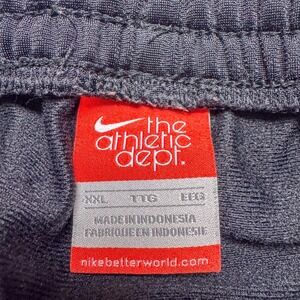 the
athletic
dept.
XXL TTG EEG
MADE IN INDONESIA
FABRIQUE EN INDONESIE
nikebetterworld.com